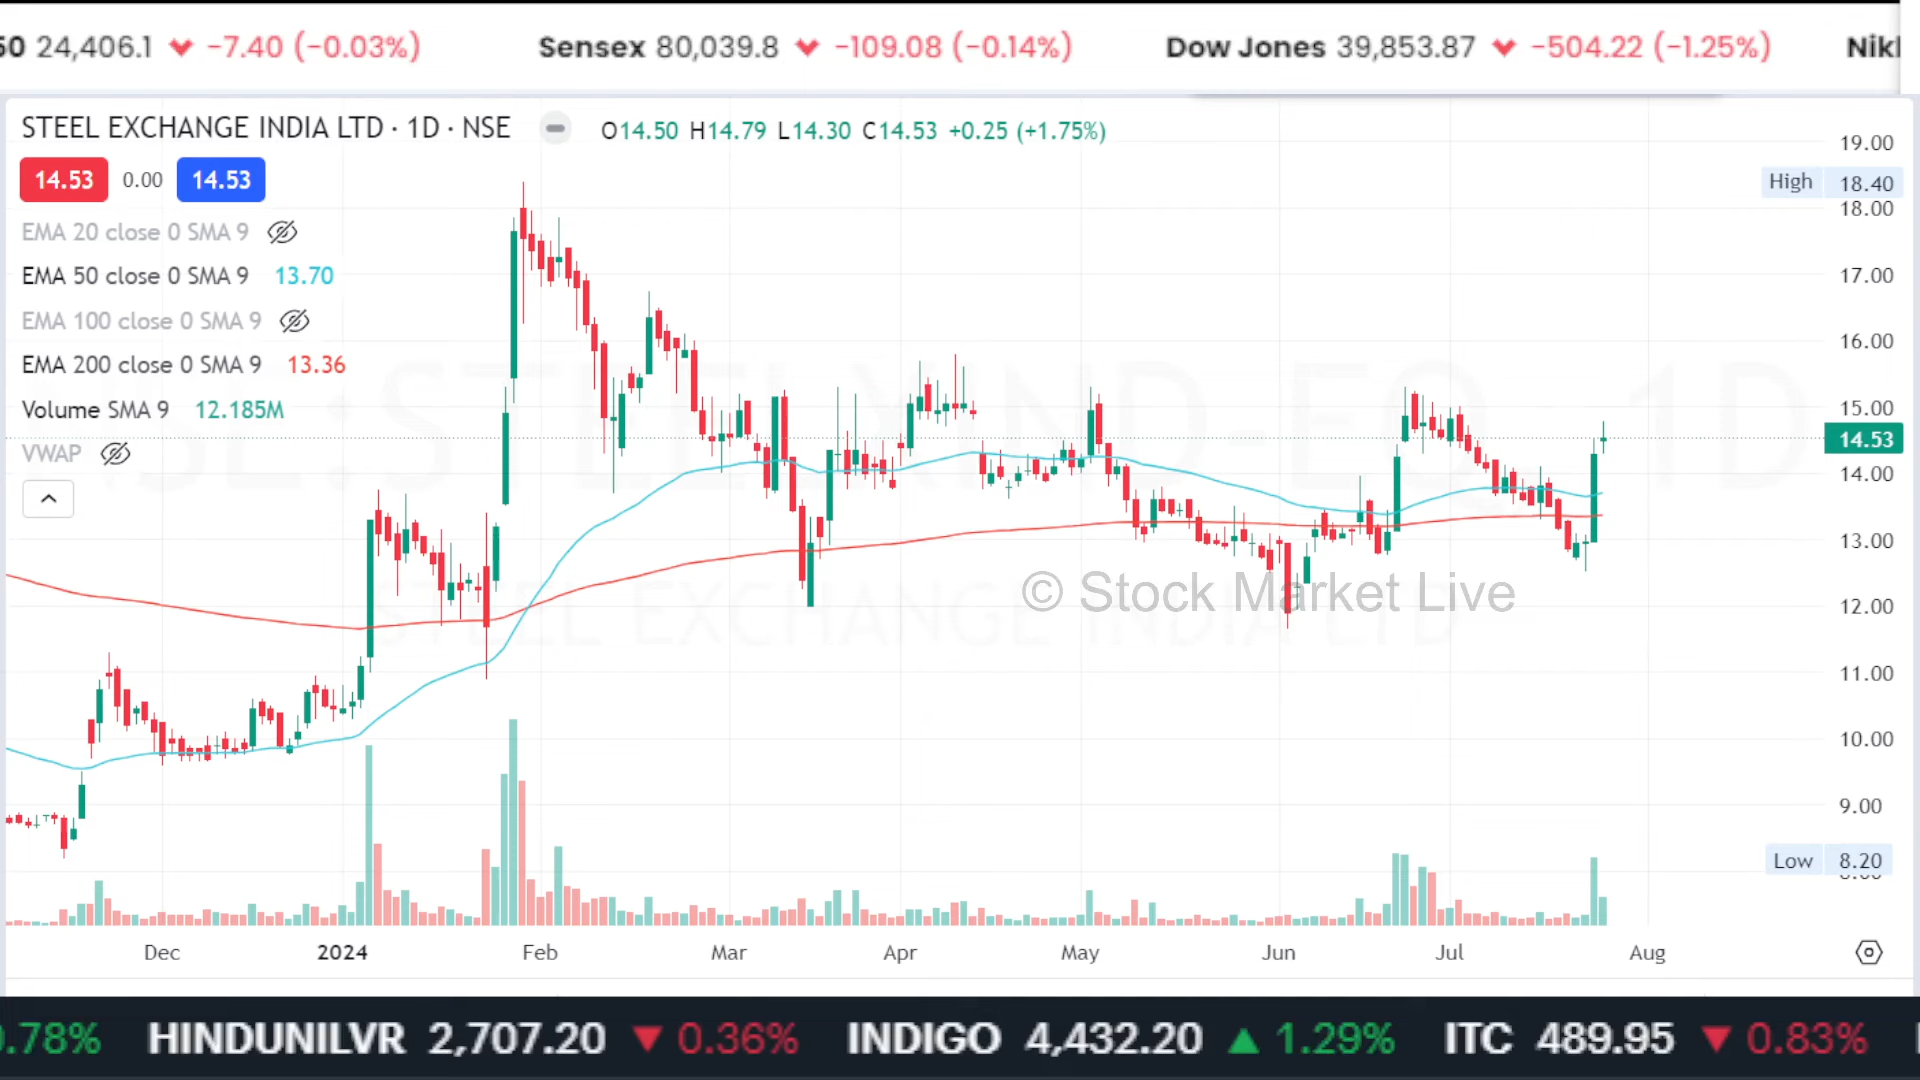 50 24,406.1 -7.40 (-0.03%) Sensex 80,039.8 -109.08 (-0.14%) Dow Jones 39,853.87 -504.22 (-1.25%)
STEEL EXCHANGE INDIA LTD · 1D · NSE O14.50 H14.79 L14.30 C14.53 +0.25 (+1.75%)
14.53 0.00 14.53
EMA 20 close 0 SMA 9
EMA 50 close 0 SMA 9 13.70
EMA 100 close 0 SMA 9
EMA 200 close 0 SMA 9 13.36
Volume SMA 9 12.185M
VWAP
19.00
High 18.40
18.00
17.00
16.00
15.00
14.53
14.00
13.00
12.00
11.00
10.00
9.00
Low 8.20
© Stock Market Live
STEEL EXCHANGE INDIA LTD
Dec 2024 Feb Mar Apr May Jun Jul Aug
0.78% HINDUNILVR 2,707.20 ▼ 0.36% INDIGO 4,432.20 ▲ 1.29% ITC 489.95 ▼ 0.83%